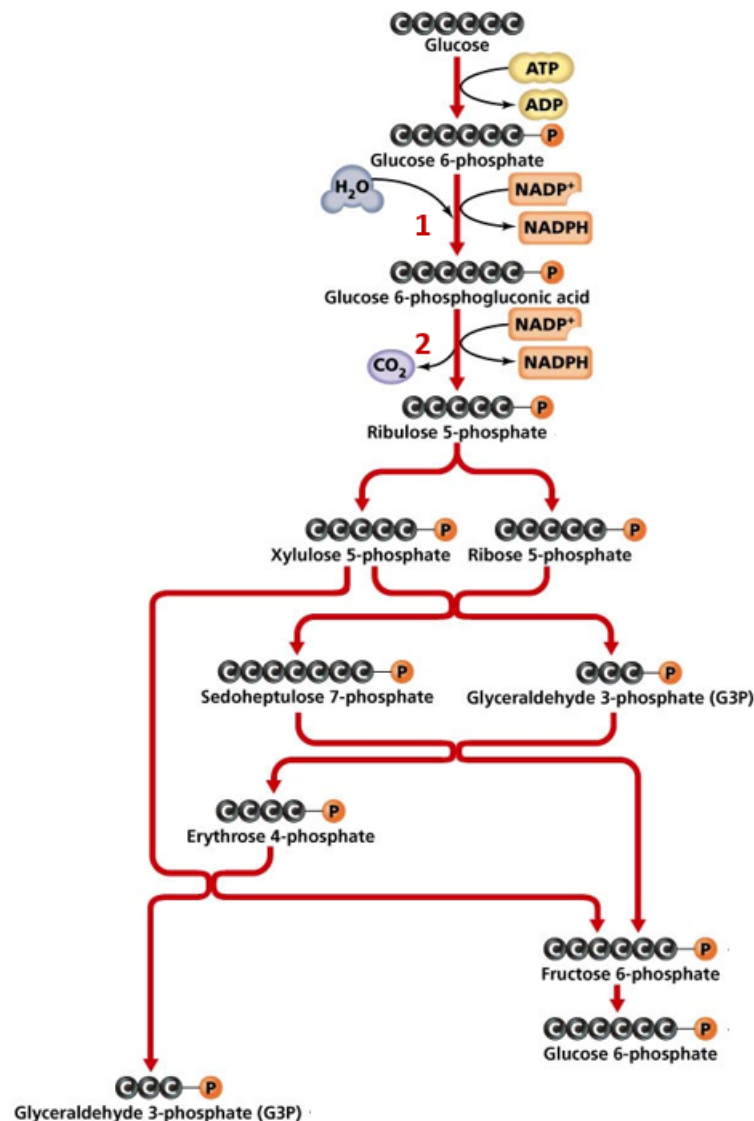 C C C C C C
Glucose
ATP
ADP
C C C C C C P
Glucose 6-phosphate
H₂O
NADP⁺
1
NADPH
C C C C C C P
Glucose 6-phosphogluconic acid
NADP⁺
2
CO₂
NADPH
C C C C C P
Ribulose 5-phosphate
C C C C C P
C C C C C P
Xylulose 5-phosphate
Ribose 5-phosphate
C C C C C C C P
C C C P
Sedoheptulose 7-phosphate
Glyceraldehyde 3-phosphate (G3P)
C C C C P
Erythrose 4-phosphate
C C C C C C P
Fructose 6-phosphate
C C C C C C P
Glucose 6-phosphate
C C C P
Glyceraldehyde 3-phosphate (G3P)